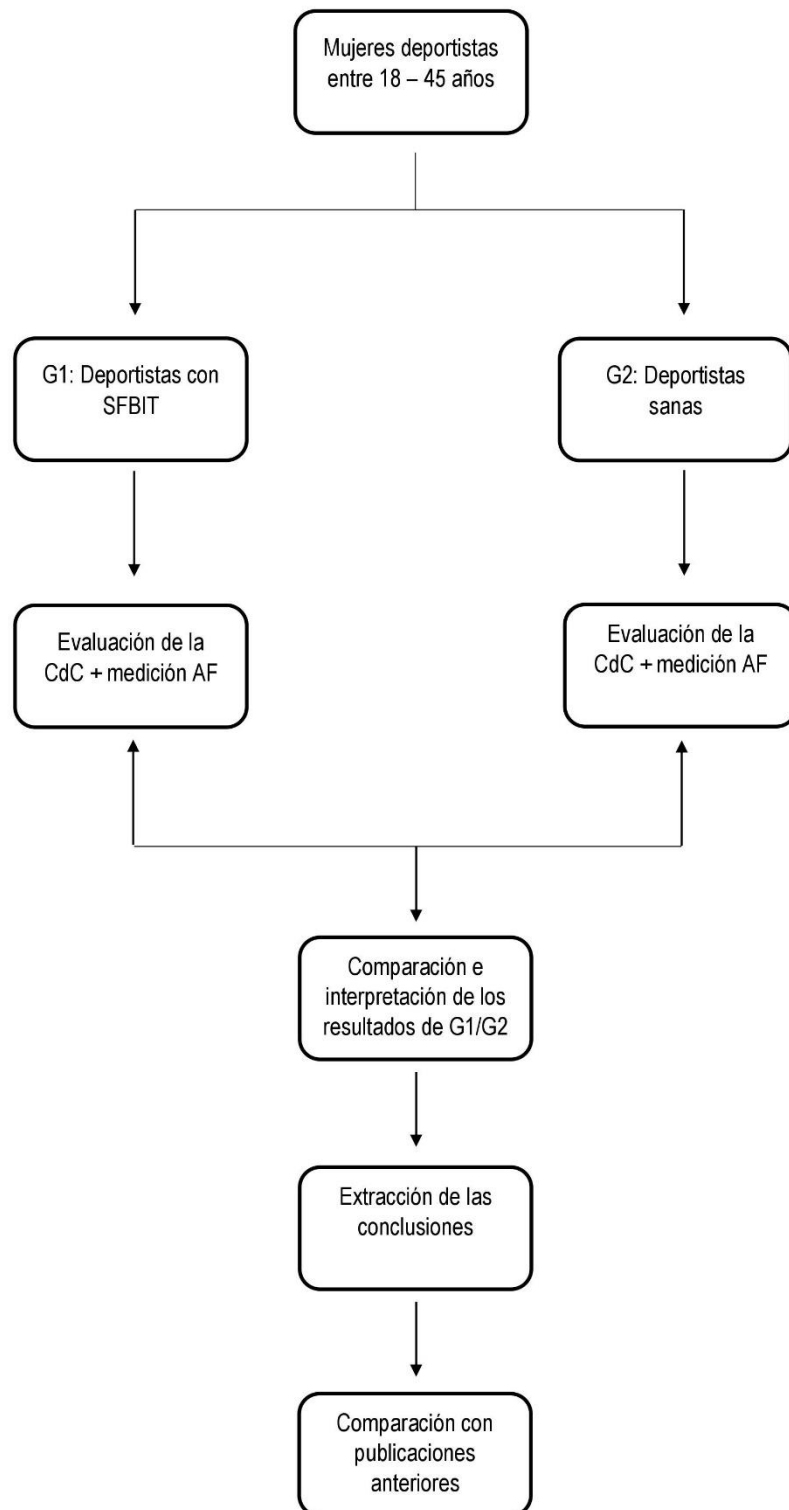 Mujeres deportistas
entre 18 – 45 años
G1: Deportistas con
SFBIT
G2: Deportistas
sanas
Evaluación de la
CdC + medición AF
Evaluación de la
CdC + medición AF
Comparación e
interpretación de los
resultados de G1/G2
Extracción de las
conclusiones
Comparación con
publicaciones
anteriores